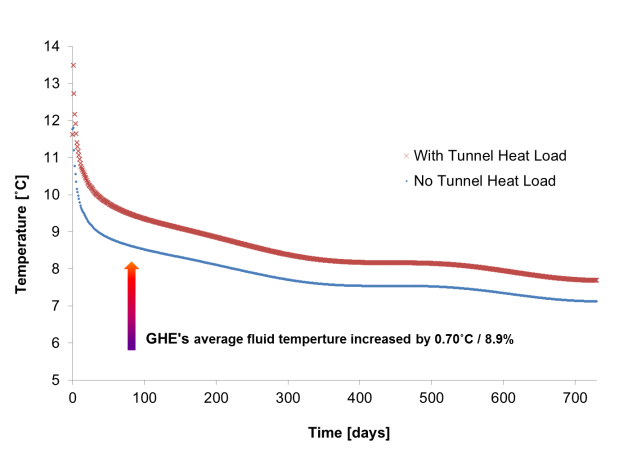 14
13
12
11
10
9
8
7
6
5
Temperature [˚C]
With Tunnel Heat Load
No Tunnel Heat Load
GHE's average fluid temperture increased by 0.70˚C / 8.9%
0 100 200 300 400 500 600 700
Time [days]